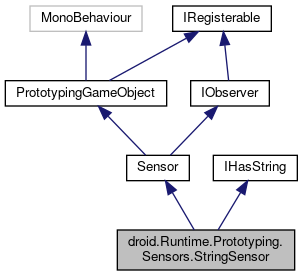 MonoBehaviour
IRegisterable
PrototypingGameObject
IObserver
Sensor
IHasString
droid.Runtime.Prototyping.
Sensors.StringSensor